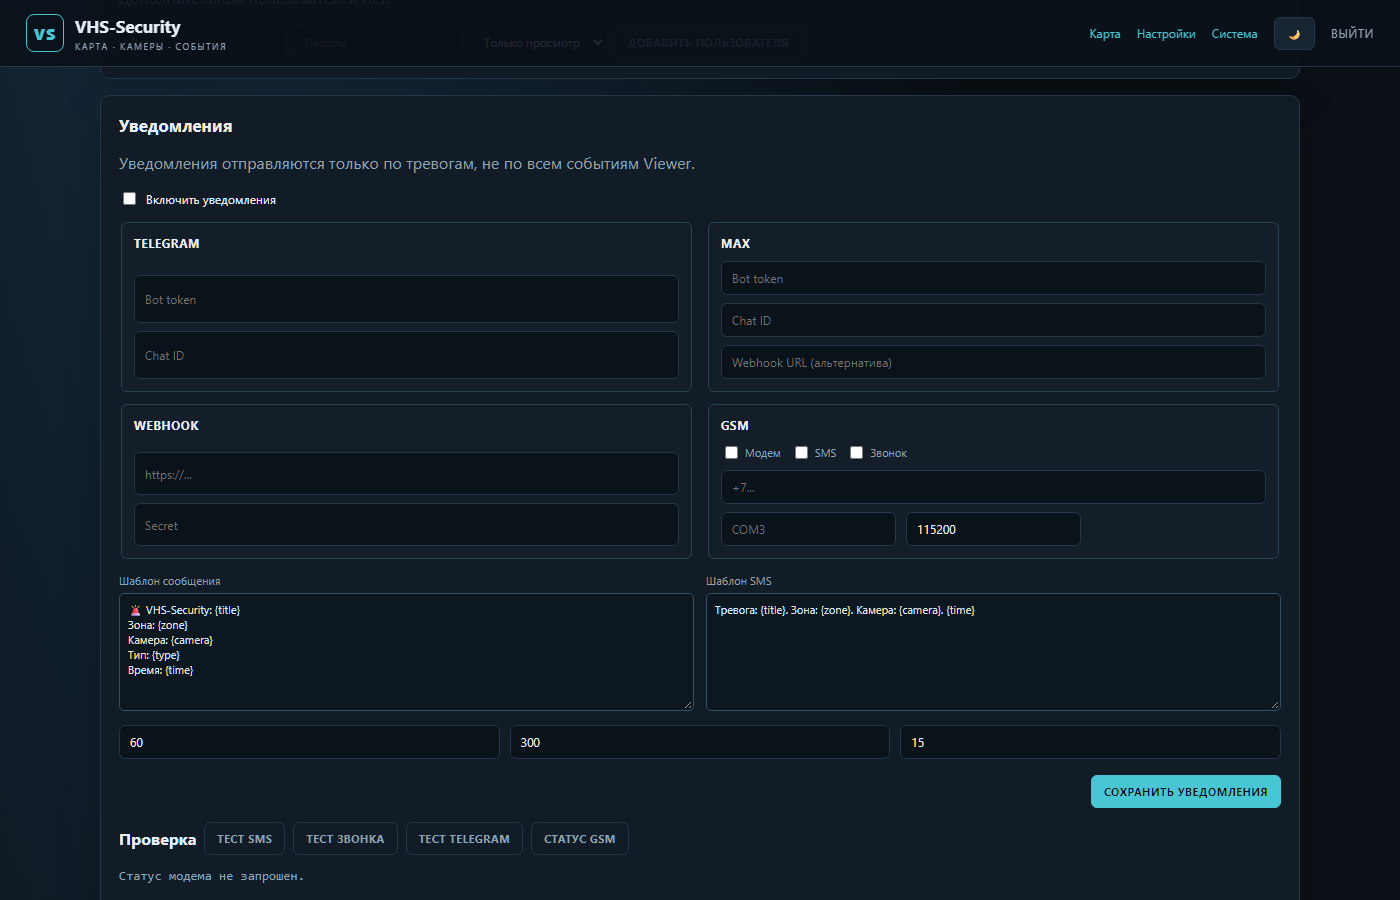 Дополнительных пользователей нет.
VS
VHS-Security
КАРТА · КАМЕРЫ · СОБЫТИЯ
Пароль
Только просмотр
ДОБАВИТЬ ПОЛЬЗОВАТЕЛЯ
Карта
Настройки
Система
ВЫЙТИ
Уведомления
Уведомления отправляются только по тревогам, не по всем событиям Viewer.
Включить уведомления
TELEGRAM
Bot token
Chat ID
MAX
Bot token
Chat ID
Webhook URL (альтернатива)
WEBHOOK
https://...
Secret
GSM
Модем
SMS
Звонок
+7...
COM3
115200
Шаблон сообщения
🚨 VHS-Security: {title}
Зона: {zone}
Камера: {camera}
Тип: {type}
Время: {time}
Шаблон SMS
Тревога: {title}. Зона: {zone}. Камера: {camera}. {time}
60
300
15
СОХРАНИТЬ УВЕДОМЛЕНИЯ
Проверка
ТЕСТ SMS
ТЕСТ ЗВОНКА
ТЕСТ TELEGRAM
СТАТУС GSM
Статус модема не запрошен.